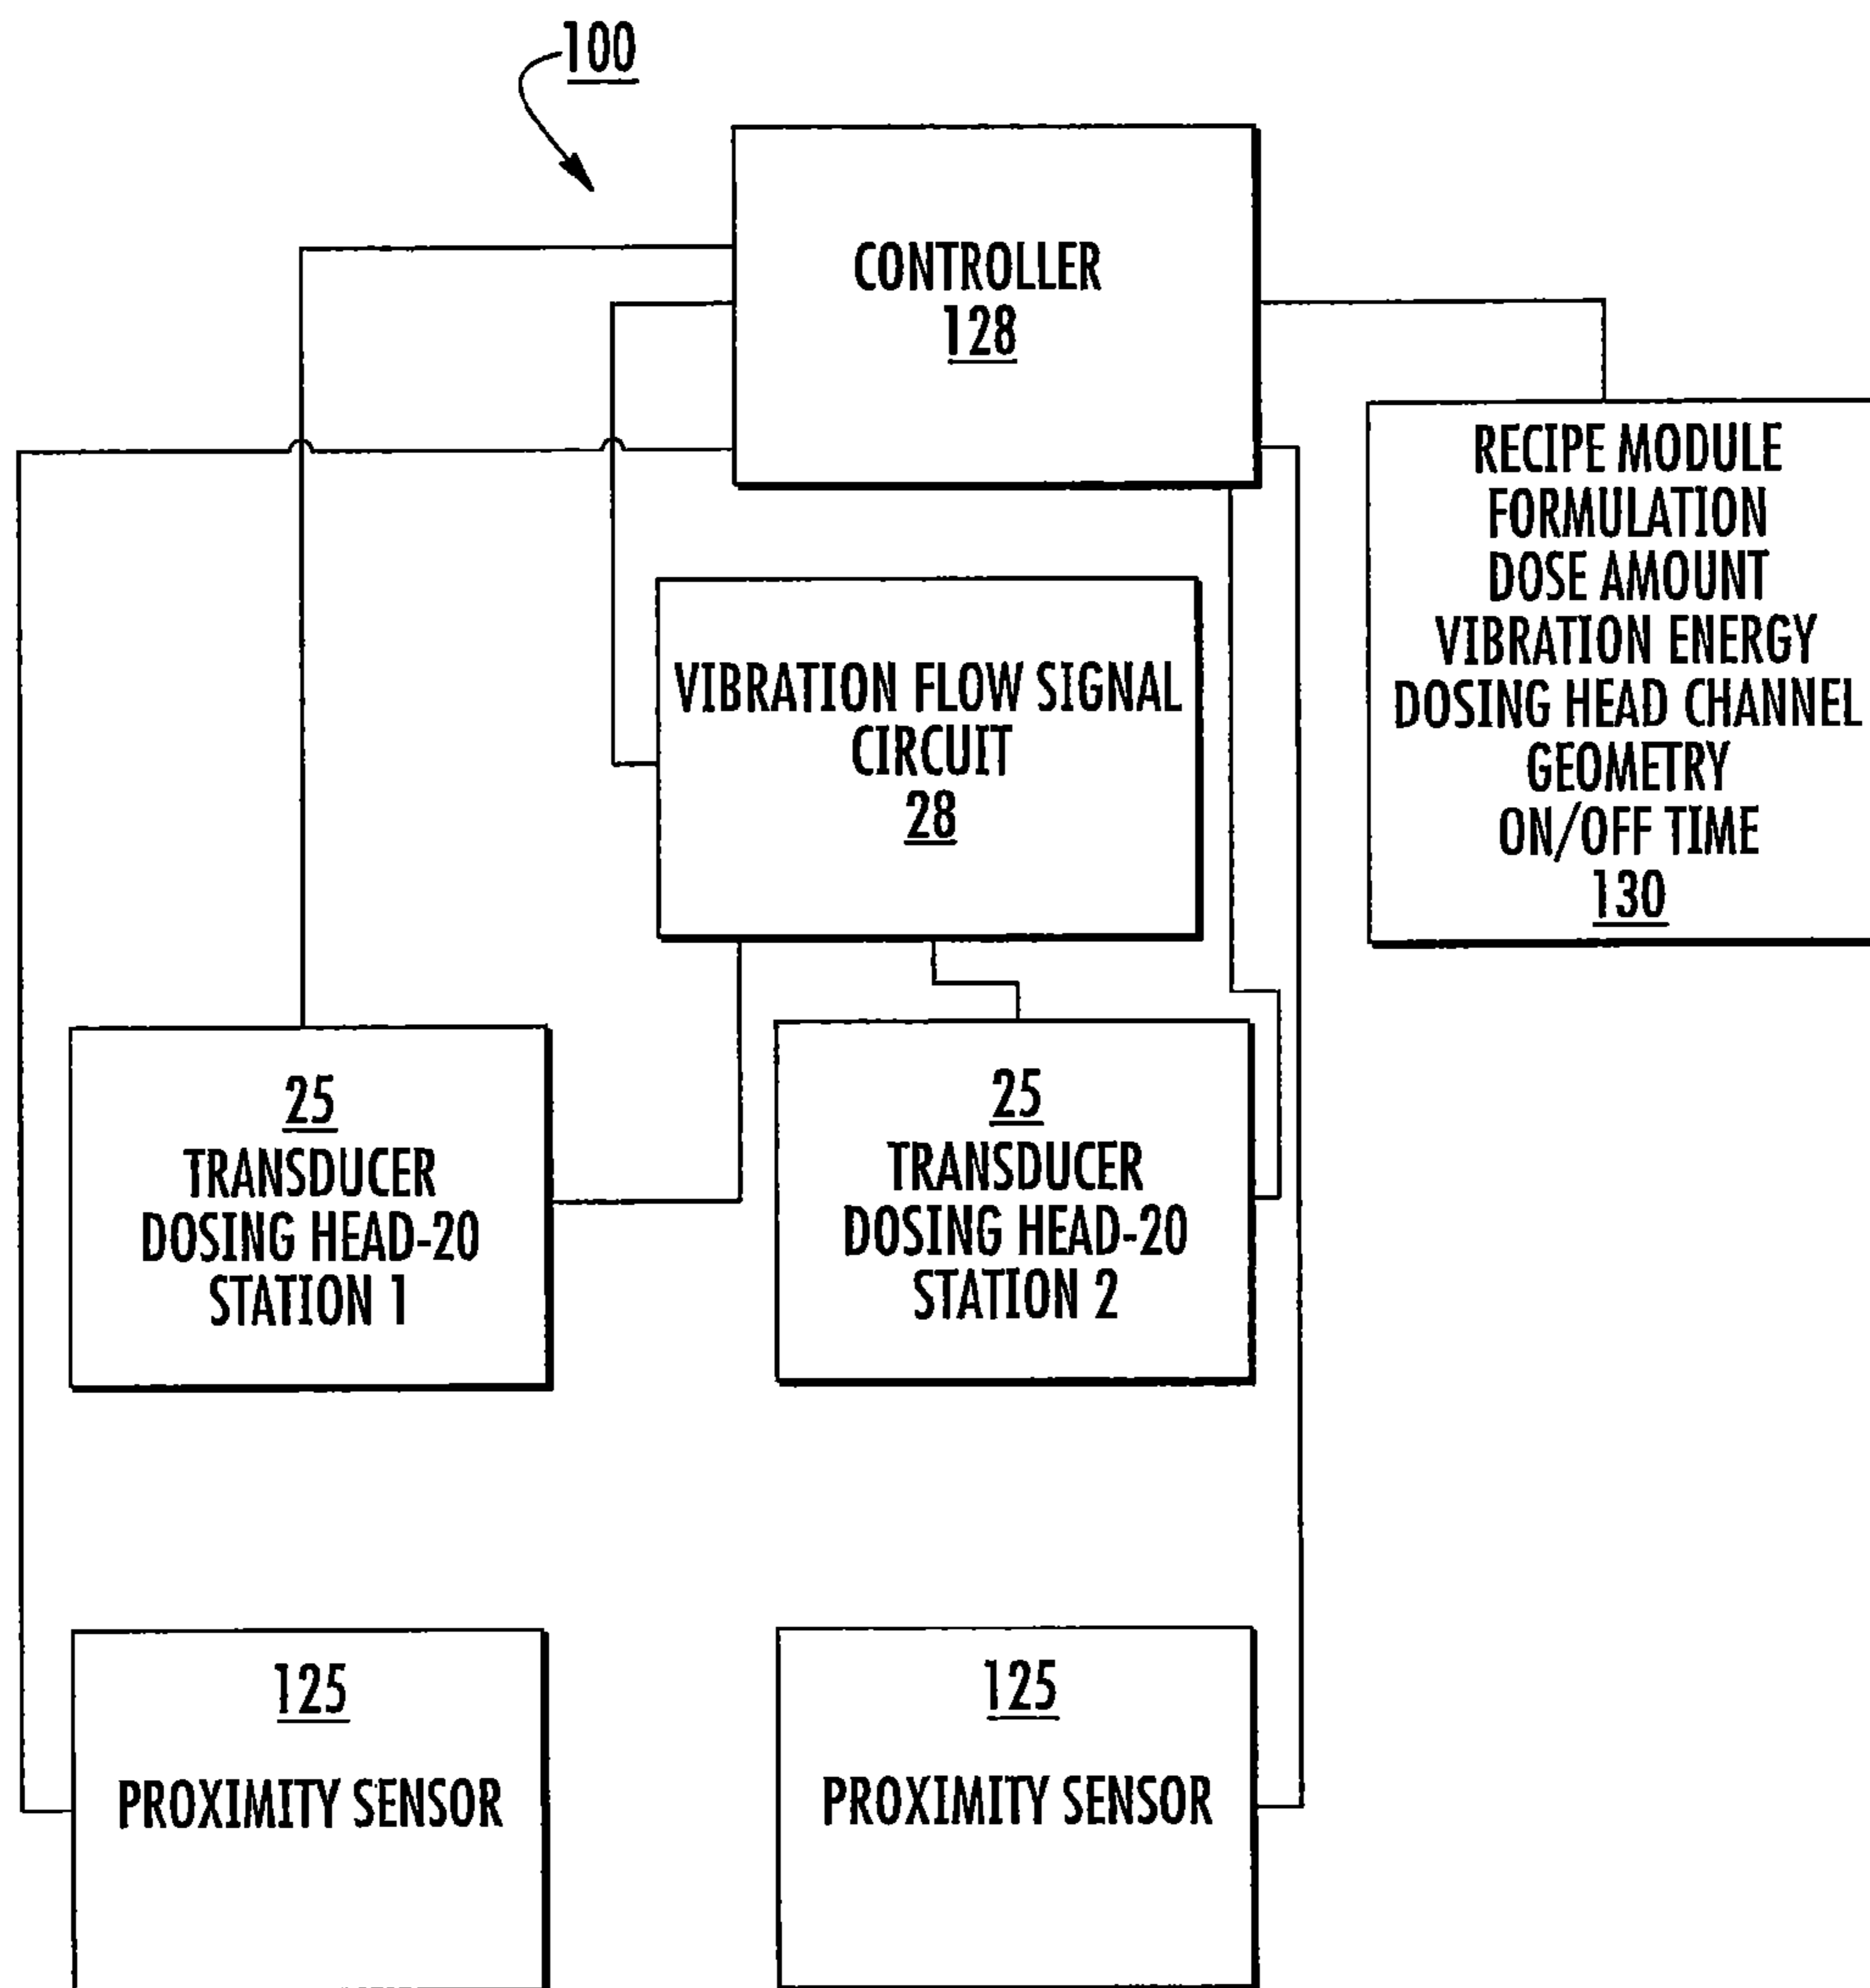 100
CONTROLLER
128
RECIPE MODULE
FORMULATION
DOSE AMOUNT
VIBRATION ENERGY
DOSING HEAD CHANNEL
GEOMETRY
ON/OFF TIME
130
VIBRATION FLOW SIGNAL
CIRCUIT
28
25
TRANSDUCER
DOSING HEAD-20
STATION 1
25
TRANSDUCER
DOSING HEAD-20
STATION 2
125
PROXIMITY SENSOR
125
PROXIMITY SENSOR